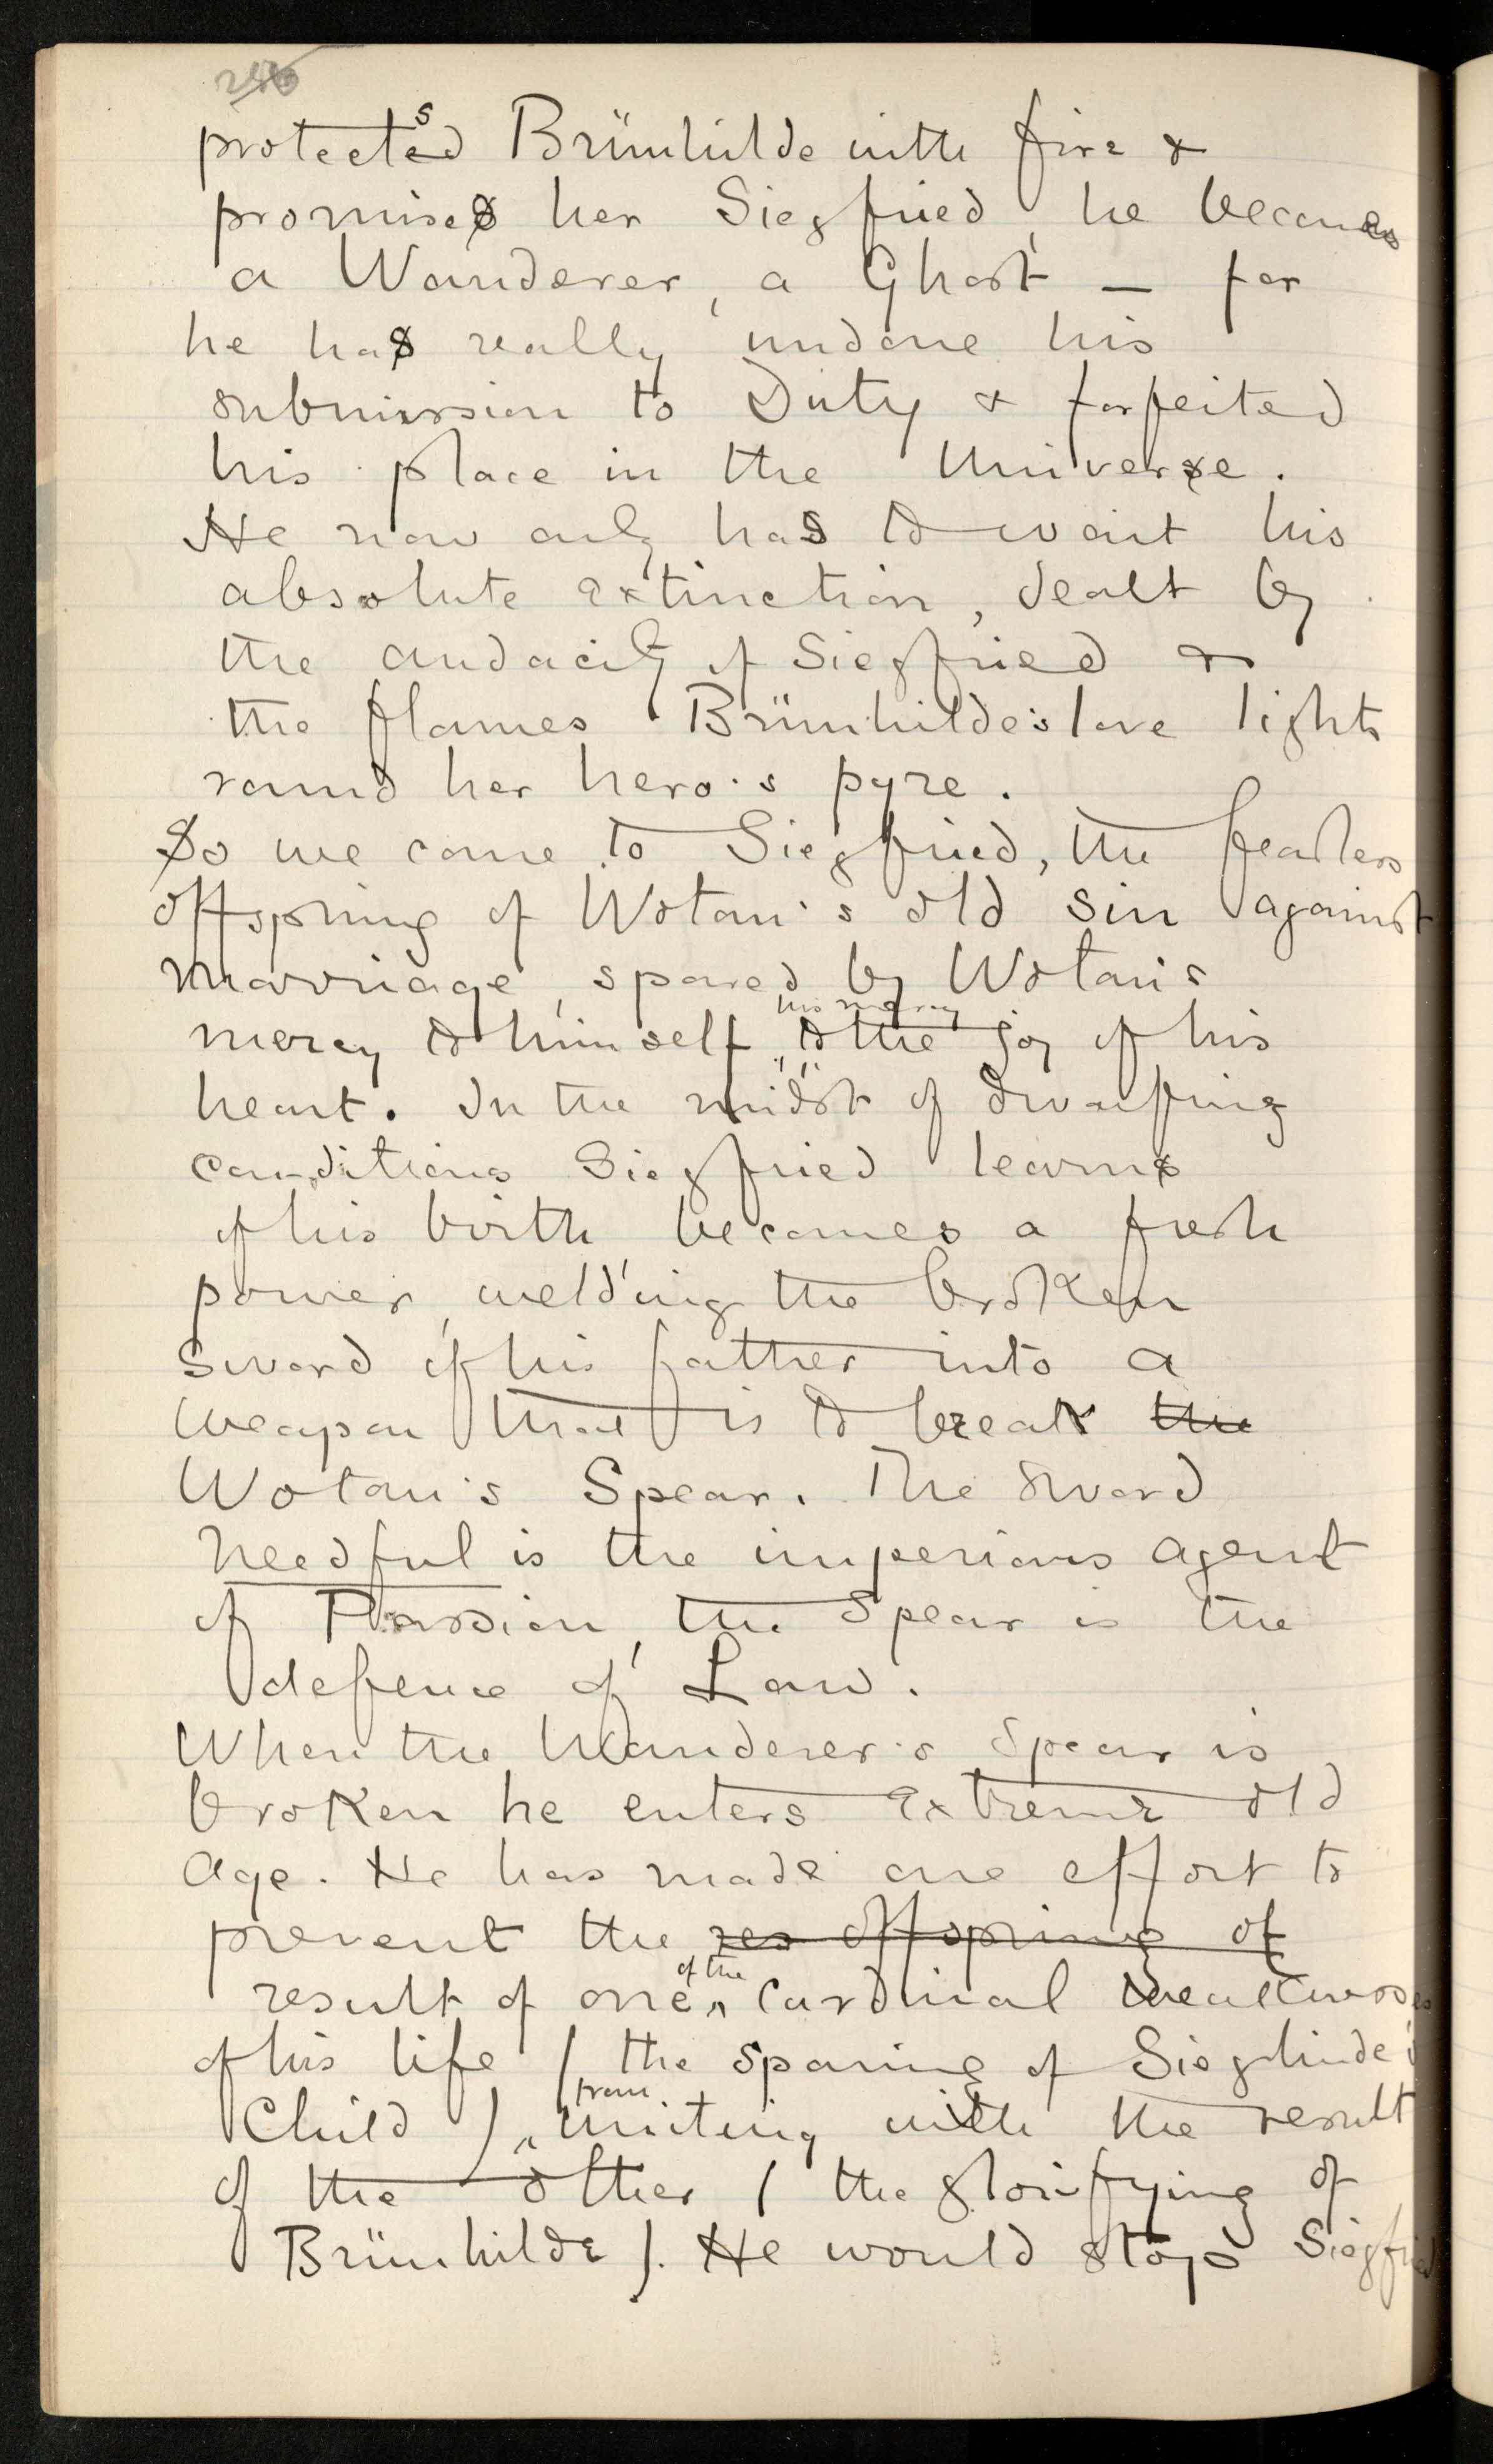 protects Brünhilde with fire &
promises her Siegfried, he becomes
a Wanderer, a Ghost — for
he has really undone his
submission to Duty & forfeited
his place in the Universe.
He now only has to wait his
absolute extinction, dealt by
the audacity of Siegfried &
the flames Brünhilde's love lights
round her hero's pyre.
So we come to Siegfried, the fearless
offspring of Wotan's old sin against
Marriage, spared by Wotan's
mercy to himself, his mercy to the joy of his
heart. In the midst of dwarfing
conditions Siegfried learns
of his birth, becomes a fresh
power, welding the broken
Sword of his father into a
weapon that is to break the
Wotan's Spear. The Sword
needful is the imperious agent
of Passion, the Spear is the
defence of Law.
When the Wanderer's Spear is
broken he enters extreme old
age. He has made one effort to
prevent the res offspring of
result of one of the cardinal weaknesses
of his life (the sparing of Sieglinde's
Child) from uniting with the result
of the other (the glorifying of
Brünhilde). He would stop Siegfried